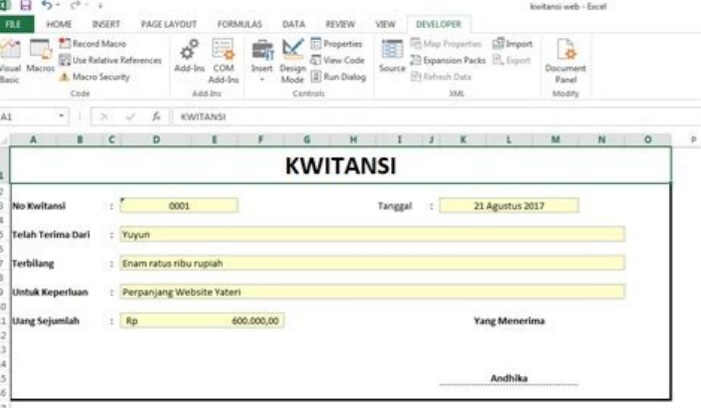 kwitansi web - Excel
FILE HOME INSERT PAGE LAYOUT FORMULAS DATA REVIEW VIEW DEVELOPER
Visual Basic Macros Record Macro Use Relative References Macro Security Code
Add-Ins COM Add-Ins Add-Ins
Insert Design Mode Properties View Code Run Dialog Controls
Source Map Properties Expansion Packs Refresh Data Import Export XML
Document Panel Modify
A1 fx KWITANSI
A B C D E F G H I J K L M N O P
KWITANSI
No Kwitansi : 0001 Tanggal : 21 Agustus 2017
Telah Terima Dari : Yuyun
Terbilang : Enam ratus ribu rupiah
Untuk Keperluan : Perpanjang Website Yateri
Uang Sejumlah : Rp 600.000,00 Yang Menerima
Andhika